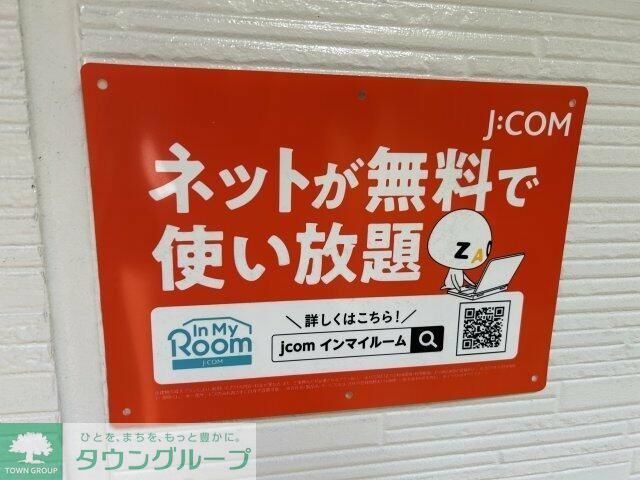 J:COM
ネットが無料で
使い放題
ZA
In My
Room
J:COM
＼詳しくはこちら！／
jcom インマイルーム
TOWN GROUP
ひとを、まちを、もっと豊かに。
タウングループ